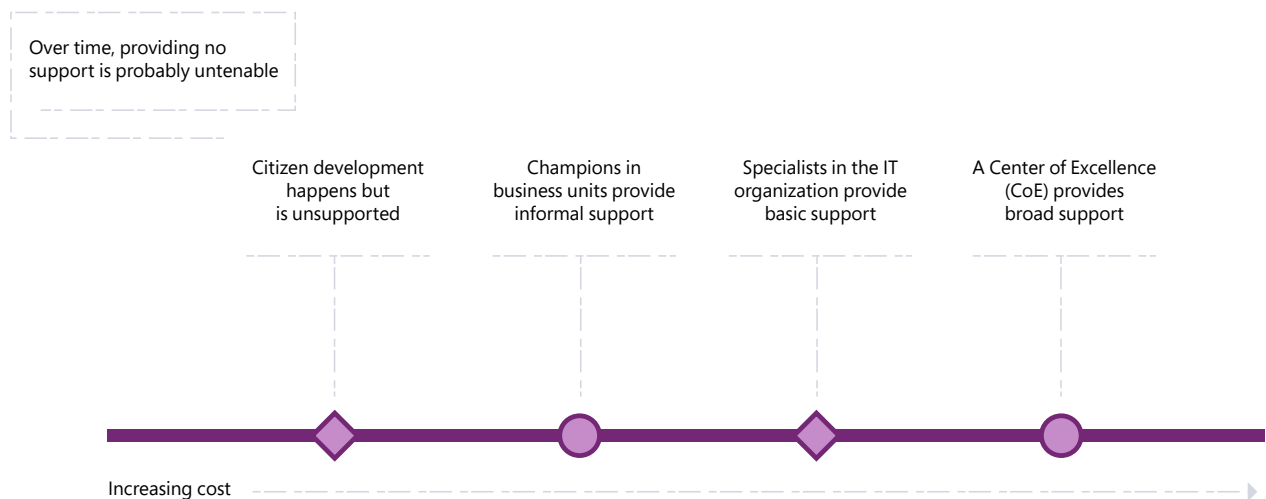 Over time, providing no
support is probably untenable
Citizen development
happens but
is unsupported
Champions in
business units provide
informal support
Specialists in the IT
organization provide
basic support
A Center of Excellence
(CoE) provides
broad support
Increasing cost